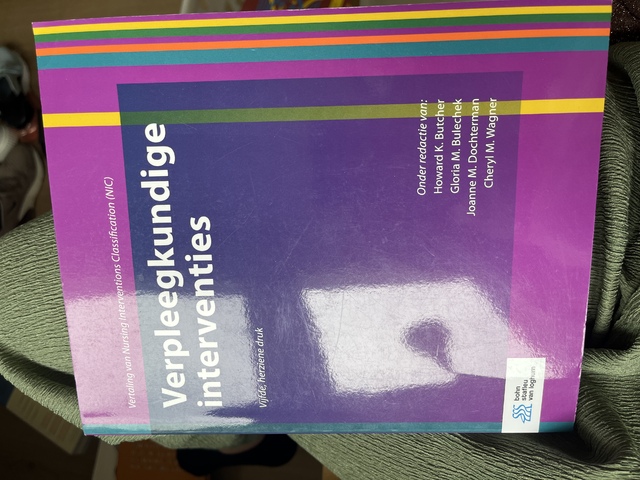 Vertaling van Nursing Interventions Classification (NIC)
Verpleegkundige
interventies
Vijfde, herziene druk
Onder redactie van:
Howard K. Butcher
Gloria M. Bulechek
Joanne M. Dochterman
Cheryl M. Wagner
bohn
stafleu
van loghum